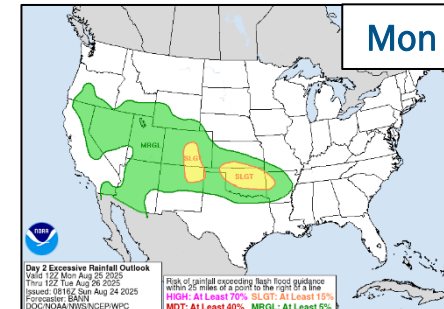 Mon
MRGL
SLG
SLGT
NOAA
Day 2 Excessive Rainfall Outlook
Valid 12Z Mon Aug 25 2025
Thru 12Z Tue Aug 26 2025
Issued: 0816Z Sun Aug 24 2025
Forecaster: BANN
DOC/NOAA/NWS/NCEP/WPC
Risk of rainfall exceeding flash flood guidance
within 25 miles of a point to the right of a line
HIGH: At Least 70% SLGT: At Least 15%
MDT: At Least 40% MRGL: At Least 5%